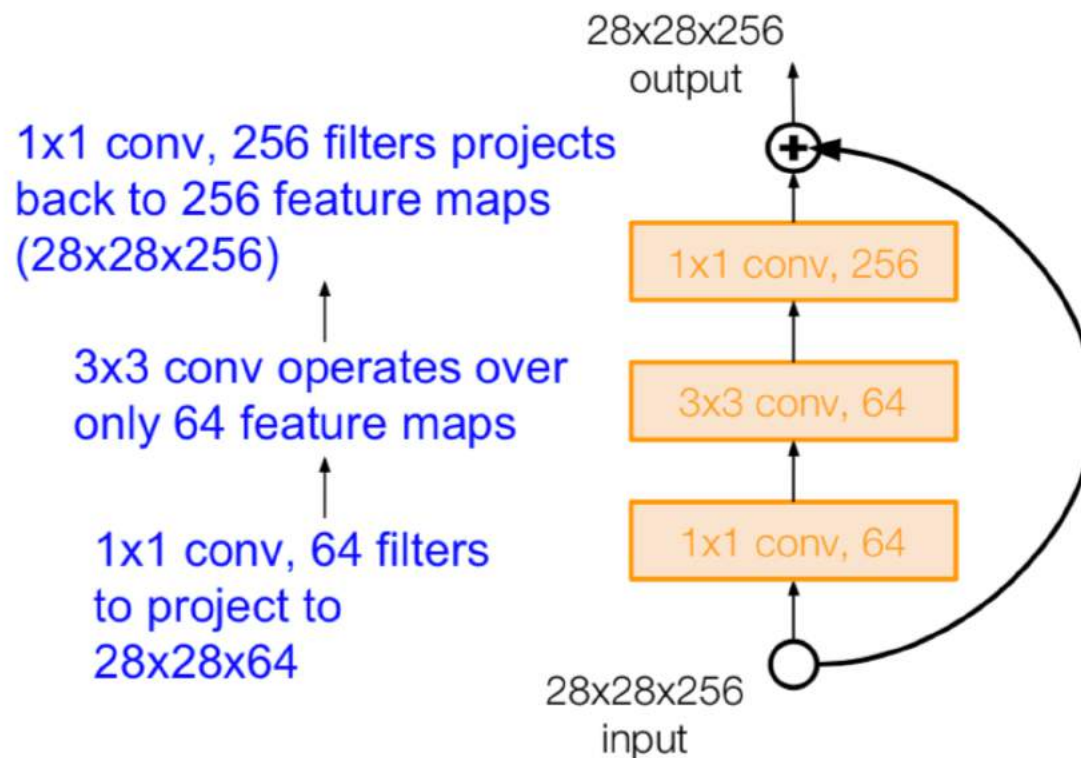 28x28x256
output
1x1 conv, 256 filters projects
back to 256 feature maps
(28x28x256)
1x1 conv, 256
3x3 conv operates over
only 64 feature maps
3x3 conv, 64
1x1 conv, 64 filters
to project to
28x28x64
1x1 conv, 64
28x28x256
input